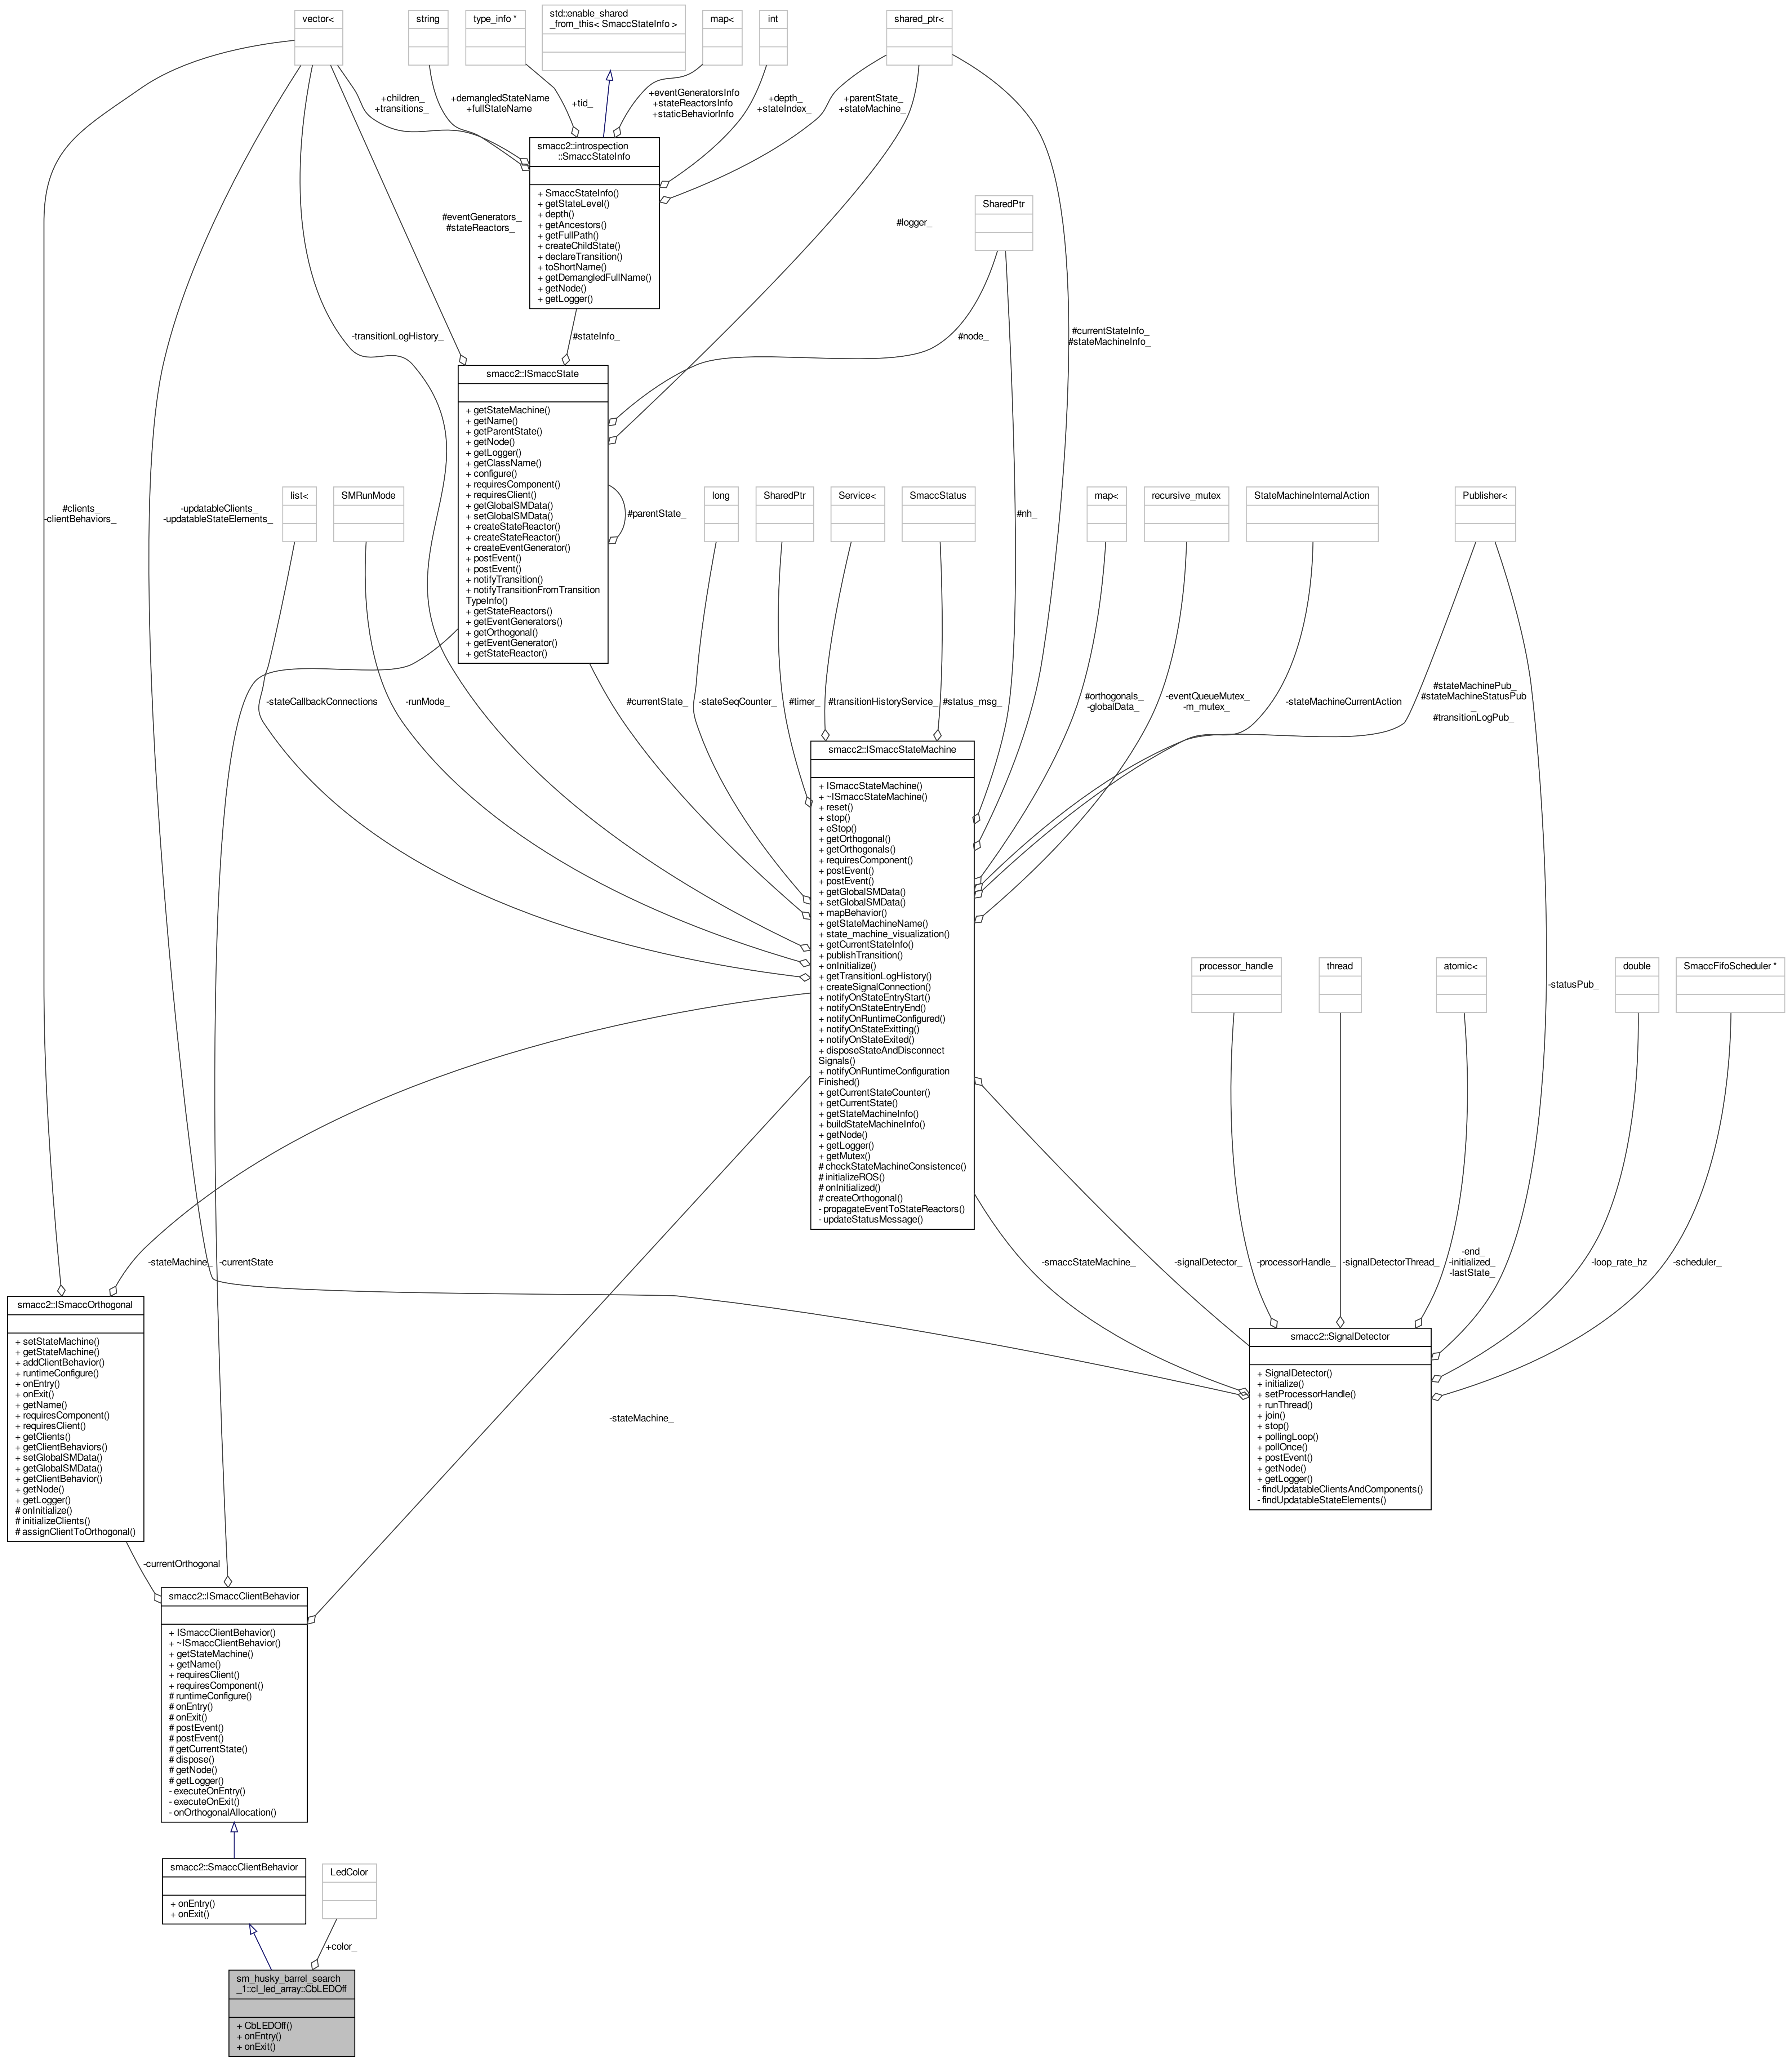 vector<
string
type_info *
std::enable_shared
_from_this< SmaccStateInfo >
map<
int
shared_ptr<
+children_
+transitions_
+demangledStateName
+fullStateName
+tid_
+eventGeneratorsInfo
+stateReactorsInfo
+staticBehaviorInfo
+depth_
+stateIndex_
+parentState_
+stateMachine_
smacc2::introspection
::SmaccStateInfo
+ SmaccStateInfo()
+ getStateLevel()
+ depth()
+ getAncestors()
+ getFullPath()
+ createChildState()
+ declareTransition()
+ toShortName()
+ getDemangledFullName()
+ getNode()
+ getLogger()
#eventGenerators_
#stateReactors_
#logger_
SharedPtr
-transitionLogHistory_
#stateInfo_
#node_
#currentStateInfo_
#stateMachineInfo_
smacc2::ISmaccState
+ getStateMachine()
+ getName()
+ getParentState()
+ getNode()
+ getLogger()
+ getClassName()
+ configure()
+ requiresComponent()
+ requiresClient()
+ getGlobalSMData()
+ setGlobalSMData()
+ createStateReactor()
+ createStateReactor()
+ createEventGenerator()
+ postEvent()
+ postEvent()
+ notifyTransition()
+ notifyTransitionFromTransition
TypeInfo()
+ getStateReactors()
+ getEventGenerators()
+ getOrthogonal()
+ getEventGenerator()
+ getStateReactor()
#clients_
-clientBehaviors_
-updatableClients_
-updatableStateElements_
list<
SMRunMode
#parentState_
long
SharedPtr
Service<
SmaccStatus
#nh_
map<
recursive_mutex
StateMachineInternalAction
Publisher<
-stateCallbackConnections
-runMode_
#currentState_
-stateSeqCounter_
#timer_
#transitionHistoryService_
#status_msg_
#orthogonals_
-globalData_
-eventQueueMutex_
-m_mutex_
-stateMachineCurrentAction
#stateMachinePub_
#stateMachineStatusPub
_
#transitionLogPub_
smacc2::ISmaccStateMachine
+ ISmaccStateMachine()
+ ~ISmaccStateMachine()
+ reset()
+ stop()
+ eStop()
+ getOrthogonal()
+ getOrthogonals()
+ requiresComponent()
+ postEvent()
+ postEvent()
+ getGlobalSMData()
+ setGlobalSMData()
+ mapBehavior()
+ getStateMachineName()
+ state_machine_visualization()
+ getCurrentStateInfo()
+ publishTransition()
+ onInitialize()
+ getTransitionLogHistory()
+ createSignalConnection()
+ notifyOnStateEntryStart()
+ notifyOnStateEntryEnd()
+ notifyOnRuntimeConfigured()
+ notifyOnStateExitting()
+ notifyOnStateExited()
+ disposeStateAndDisconnect
Signals()
+ notifyOnRuntimeConfiguration
Finished()
+ getCurrentStateCounter()
+ getCurrentState()
+ getStateMachineInfo()
+ buildStateMachineInfo()
+ getNode()
+ getLogger()
+ getMutex()
# checkStateMachineConsistence()
# initializeROS()
# onInitialized()
# createOrthogonal()
- propagateEventToStateReactors()
- updateStatusMessage()
processor_handle
thread
atomic<
double
SmaccFifoScheduler *
-statusPub_
-stateMachine_
-currentState
-smaccStateMachine_
-signalDetector_
-processorHandle_
-signalDetectorThread_
-end_
-initialized_
-lastState_
-loop_rate_hz
-scheduler_
smacc2::ISmaccOrthogonal
+ setStateMachine()
+ getStateMachine()
+ addClientBehavior()
+ runtimeConfigure()
+ onEntry()
+ onExit()
+ getName()
+ requiresComponent()
+ requiresClient()
+ getClients()
+ getClientBehaviors()
+ setGlobalSMData()
+ getGlobalSMData()
+ getClientBehavior()
+ getNode()
+ getLogger()
# onInitialize()
# initializeClients()
# assignClientToOrthogonal()
smacc2::SignalDetector
+ SignalDetector()
+ initialize()
+ setProcessorHandle()
+ runThread()
+ join()
+ stop()
+ pollingLoop()
+ pollOnce()
+ postEvent()
+ getNode()
+ getLogger()
- findUpdatableClientsAndComponents()
- findUpdatableStateElements()
-stateMachine_
-currentOrthogonal
smacc2::ISmaccClientBehavior
+ ISmaccClientBehavior()
+ ~ISmaccClientBehavior()
+ getStateMachine()
+ getName()
+ requiresClient()
+ requiresComponent()
# runtimeConfigure()
# onEntry()
# onExit()
# postEvent()
# postEvent()
# getCurrentState()
# dispose()
# getNode()
# getLogger()
- executeOnEntry()
- executeOnExit()
- onOrthogonalAllocation()
smacc2::SmaccClientBehavior
+ onEntry()
+ onExit()
LedColor
+color_
sm_husky_barrel_search
_1::cl_led_array::CbLEDOff
+ CbLEDOff()
+ onEntry()
+ onExit()